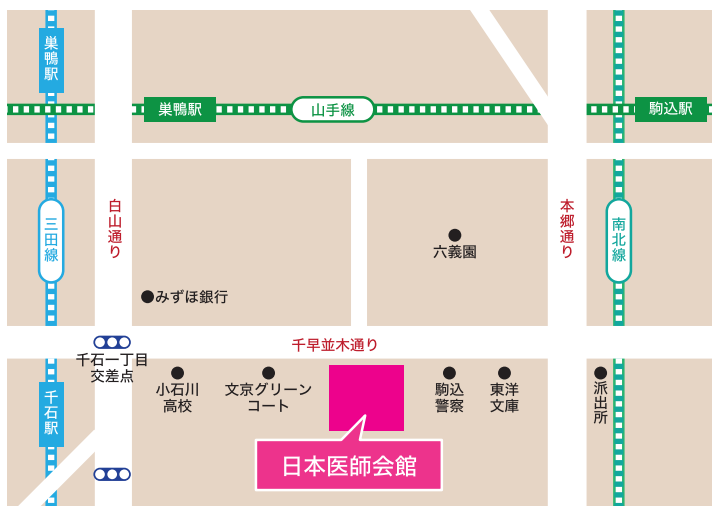 巣鴨駅
巣鴨駅
山手線
駒込駅
三田線
白山通り
六義園
本郷通り
南北線
みずほ銀行
千早並木通り
千石一丁目
交差点
小石川
高校
文京グリーン
コート
駒込
警察
東洋
文庫
派出所
千石駅
日本医師会館